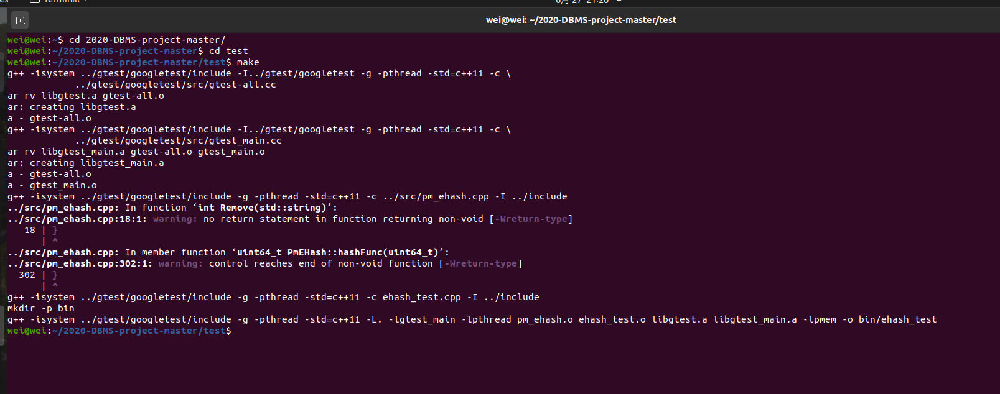 Terminal
6月 27 21:20
wei@wei: ~/2020-DBMS-project-master/test
wei@wei:~$ cd 2020-DBMS-project-master/
wei@wei:~/2020-DBMS-project-master$ cd test
wei@wei:~/2020-DBMS-project-master/test$ make
g++ -isystem ../gtest/googletest/include -I../gtest/googletest -g -pthread -std=c++11 -c \
            ../gtest/googletest/src/gtest-all.cc
ar rv libgtest.a gtest-all.o
ar: creating libgtest.a
a - gtest-all.o
g++ -isystem ../gtest/googletest/include -I../gtest/googletest -g -pthread -std=c++11 -c \
            ../gtest/googletest/src/gtest_main.cc
ar rv libgtest_main.a gtest-all.o gtest_main.o
ar: creating libgtest_main.a
a - gtest-all.o
a - gtest_main.o
g++ -isystem ../gtest/googletest/include -g -pthread -std=c++11 -c ../src/pm_ehash.cpp -I ../include
../src/pm_ehash.cpp: In function ‘int Remove(std::string)’:
../src/pm_ehash.cpp:18:1: warning: no return statement in function returning non-void [-Wreturn-type]
   18 | }
      | ^
../src/pm_ehash.cpp: In member function ‘uint64_t PmEHash::hashFunc(uint64_t)’:
../src/pm_ehash.cpp:302:1: warning: control reaches end of non-void function [-Wreturn-type]
  302 | }
      | ^
g++ -isystem ../gtest/googletest/include -g -pthread -std=c++11 -c ehash_test.cpp -I ../include
mkdir -p bin
g++ -isystem ../gtest/googletest/include -g -pthread -std=c++11 -L. -lgtest_main -lpthread pm_ehash.o ehash_test.o libgtest.a libgtest_main.a -lpmem -o bin/ehash_test
wei@wei:~/2020-DBMS-project-master/test$